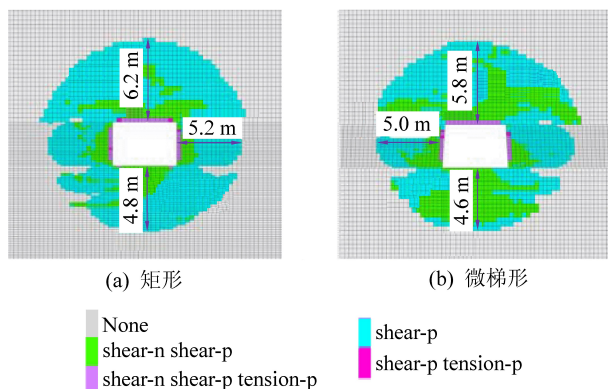 6.2 m
5.2 m
4.8 m
(a) 矩形
5.8 m
5.0 m
4.6 m
(b) 微梯形
None
shear-n shear-p
shear-n shear-p tension-p
shear-p
shear-p tension-p